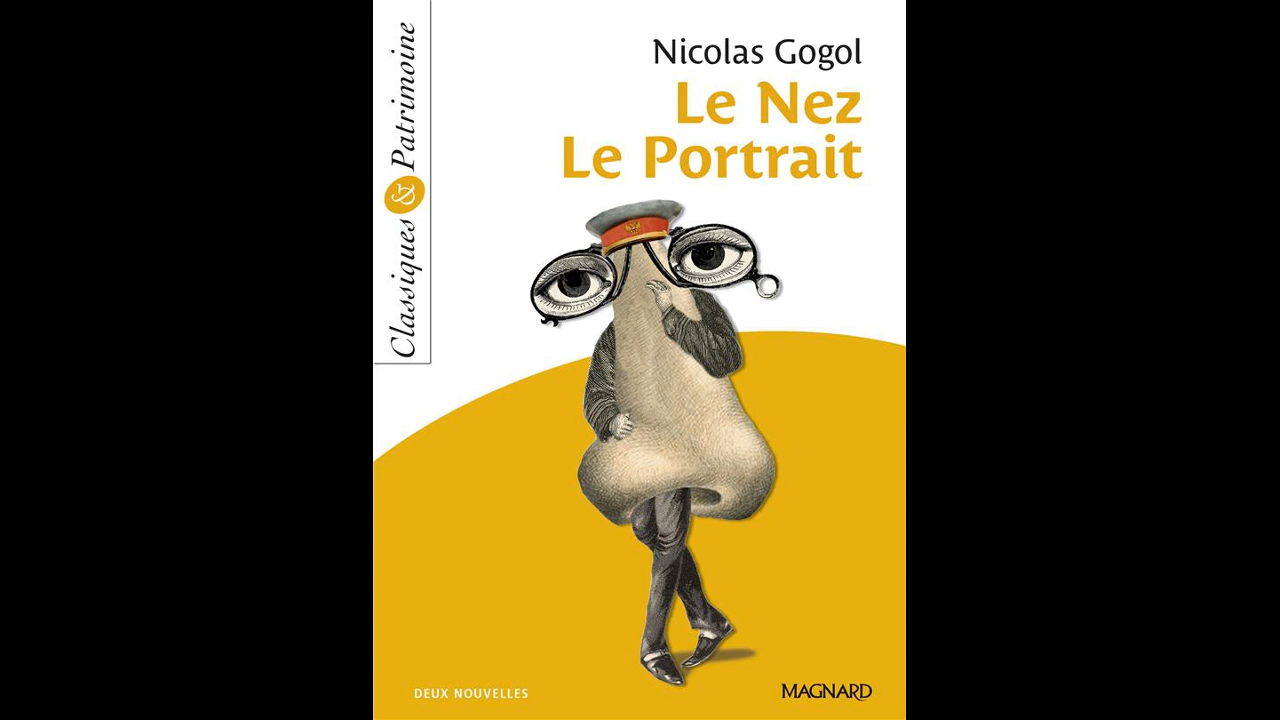 Classiques & Patrimoine
Nicolas Gogol
Le Nez
Le Portrait
DEUX NOUVELLES
MAGNARD